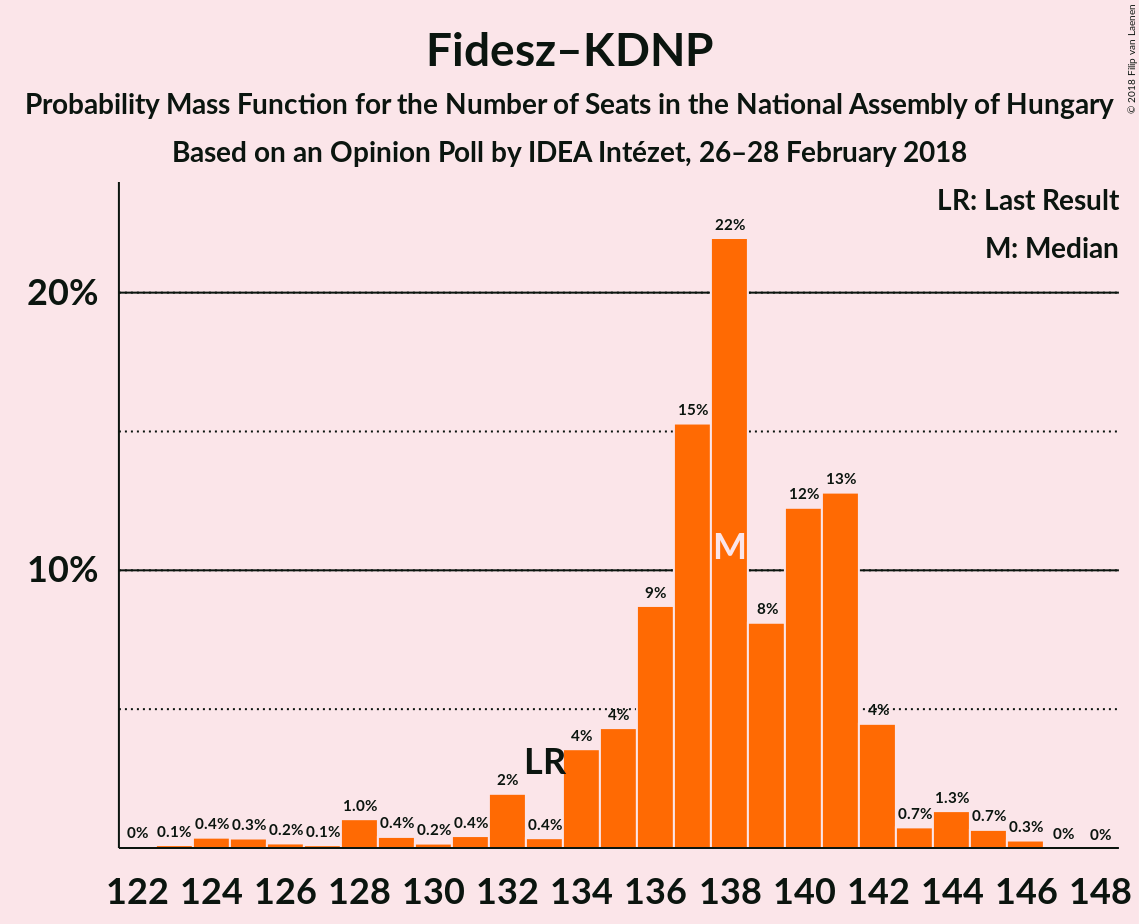 Fidesz–KDNP
Probability Mass Function for the Number of Seats in the National Assembly of Hungary
Based on an Opinion Poll by IDEA Intézet, 26–28 February 2018
© 2018 Filip van Laenen
LR: Last Result
M: Median
20%
10%
0% 0.1% 0.4% 0.3% 0.2% 0.1% 1.0% 0.4% 0.2% 0.4% 2% 0.4% 4% 4% 9% 15% 22% 8% 12% 13% 4% 0.7% 1.3% 0.7% 0.3% 0% 0%
LR
M
122 124 126 128 130 132 134 136 138 140 142 144 146 148